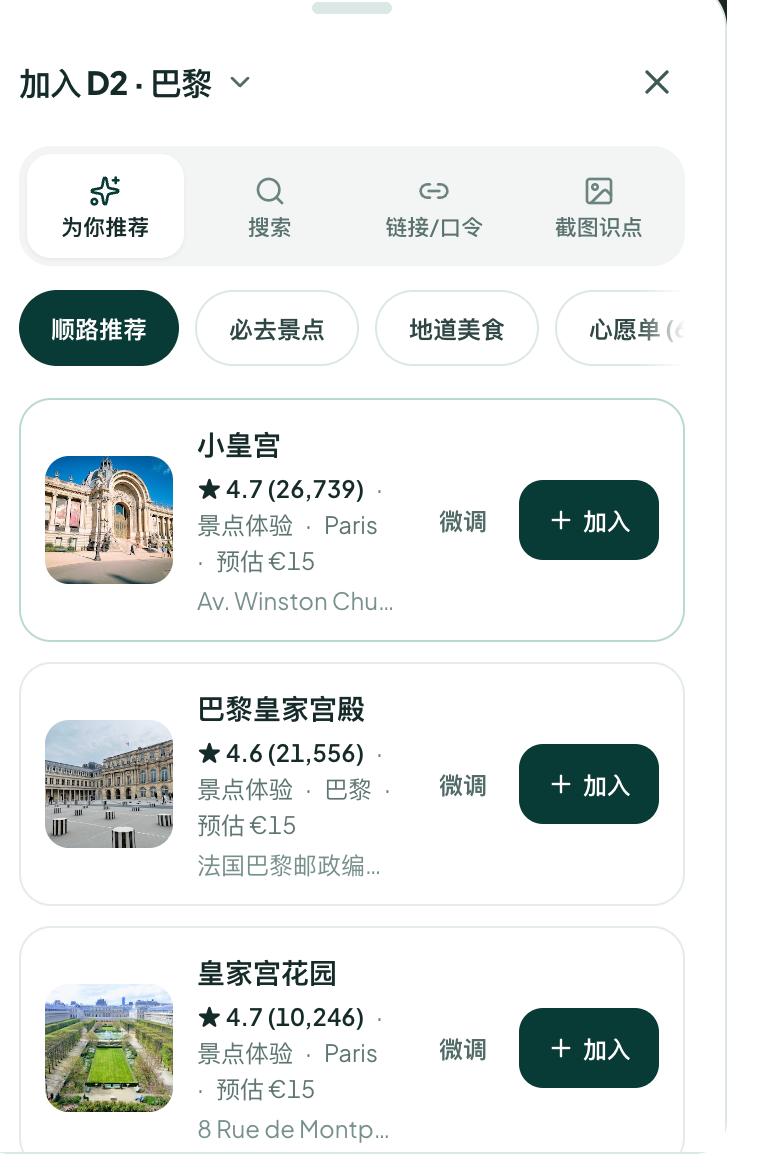 加入 D2 · 巴黎
为你推荐
搜索
链接/口令
截图识点
顺路推荐
必去景点
地道美食
心愿单
小皇宫
★ 4.7 (26,739) ·
景点体验 · Paris
· 预估 €15
Av. Winston Chu...
微调
+ 加入
巴黎皇家宫殿
★ 4.6 (21,556) ·
景点体验 · 巴黎 ·
预估 €15
法国巴黎邮政编...
微调
+ 加入
皇家宫花园
★ 4.7 (10,246) ·
景点体验 · Paris
· 预估 €15
8 Rue de Montp...
微调
+ 加入